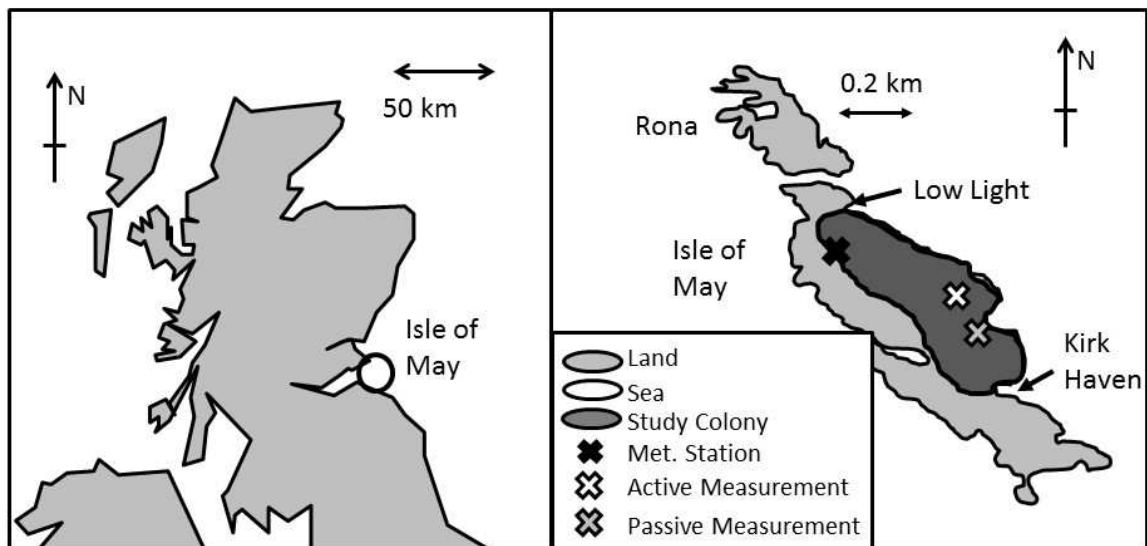 N
50 km
Isle of
May
N
0.2 km
Rona
Low Light
Isle of
May
Kirk
Haven
Land
Sea
Study Colony
Met. Station
Active Measurement
Passive Measurement